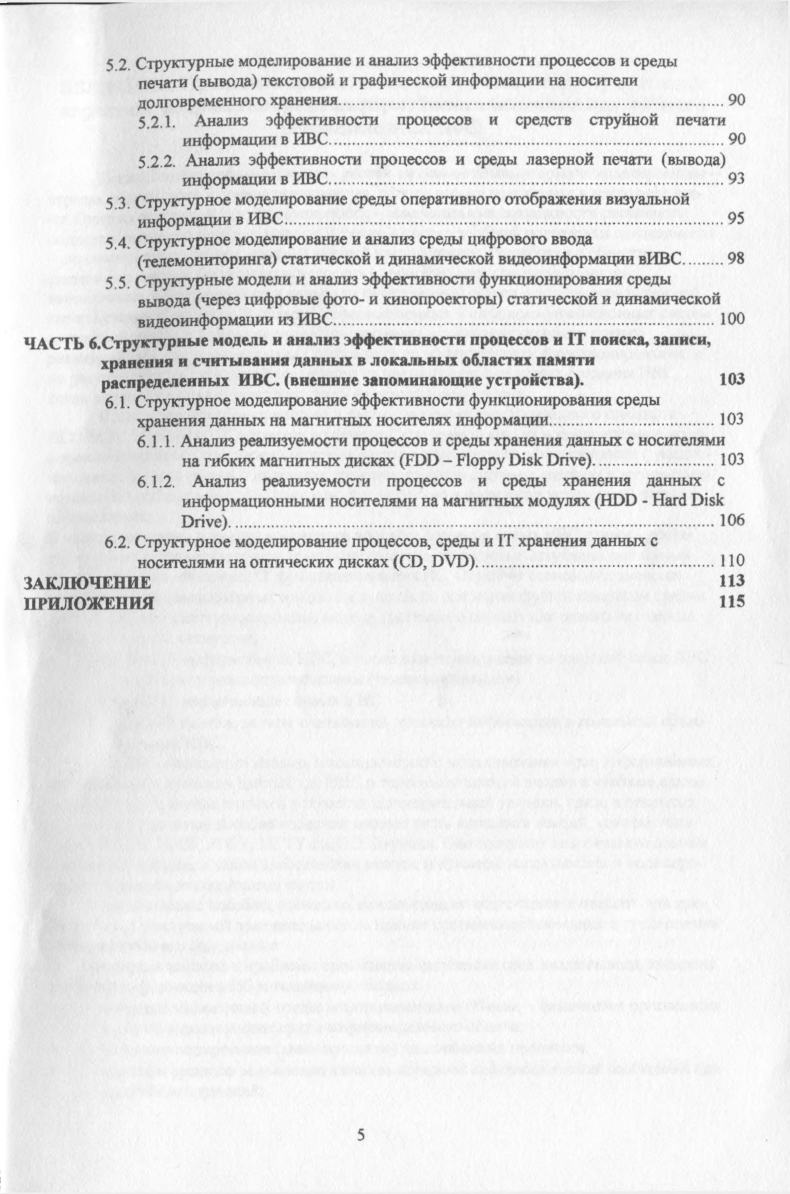 5.2. Структурные моделирование и анализ эффективности процессов и среды
печати (вывода) текстовой и графической информации на носители
долговременного хранения........................................................................ 90
5.2.1. Анализ эффективности процессов и средств струйной печати
информации в ИВС......................................................................... 90
5.2.2. Анализ эффективности процессов и среды лазерной печати (вывода)
информации в ИВС......................................................................... 93
5.3. Структурное моделирование среды оперативного отображения визуальной
информации в ИВС................................................................................. 95
5.4. Структурное моделирование и анализ среды цифрового ввода
(телемониторинга) статической и динамической видеоинформации вИВС........ 98
5.5. Структурные модели и анализ эффективности функционирования среды
вывода (через цифровые фото- и кинопроекторы) статической и динамической
видеоинформации из ИВС...................................................................... 100
ЧАСТЬ 6.Структурные модель и анализ эффективности процессов и IT поиска, записи,
хранения и считывания данных в локальных областях памяти
распределенных ИВС. (внешние запоминающие устройства). 103
6.1. Структурное моделирование эффективности функционирования среды
хранения данных на магнитных носителях информации............................... 103
6.1.1. Анализ реализуемости процессов и среды хранения данных с носителями
на гибких магнитных дисках (FDD – Floppy Disk Drive)....................... 103
6.1.2. Анализ реализуемости процессов и среды хранения данных с
информационными носителями на магнитных модулях (HDD - Hard Disk
Drive)........................................................................................... 106
6.2. Структурное моделирование процессов, среды и IT хранения данных с
носителями на оптических дисках (CD, DVD)............................................. 110
ЗАКЛЮЧЕНИЕ 113
ПРИЛОЖЕНИЯ 115
5